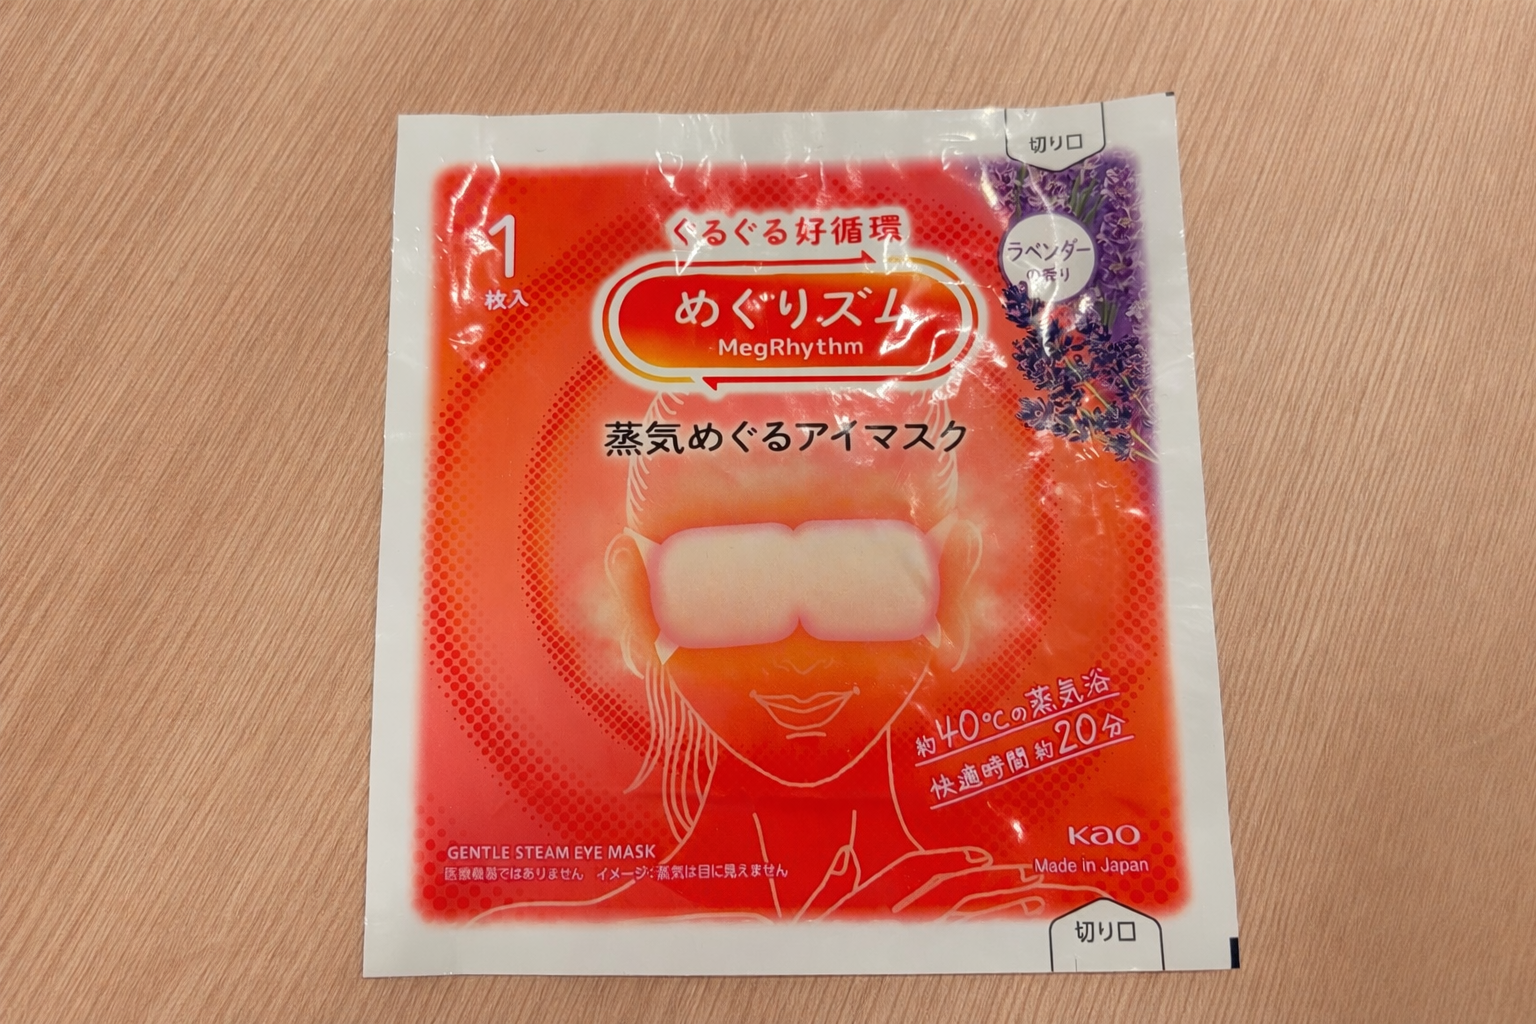 切り口
1
枚入
ぐるぐる好循環
めぐりズム
MegRhythm
ラベンダー
の香り
蒸気めぐるアイマスク
約40℃の蒸気浴
快適時間 約20分
GENTLE STEAM EYE MASK
医療機器ではありません イメージ:蒸気は目に見えません
Kao
Made in Japan
切り口